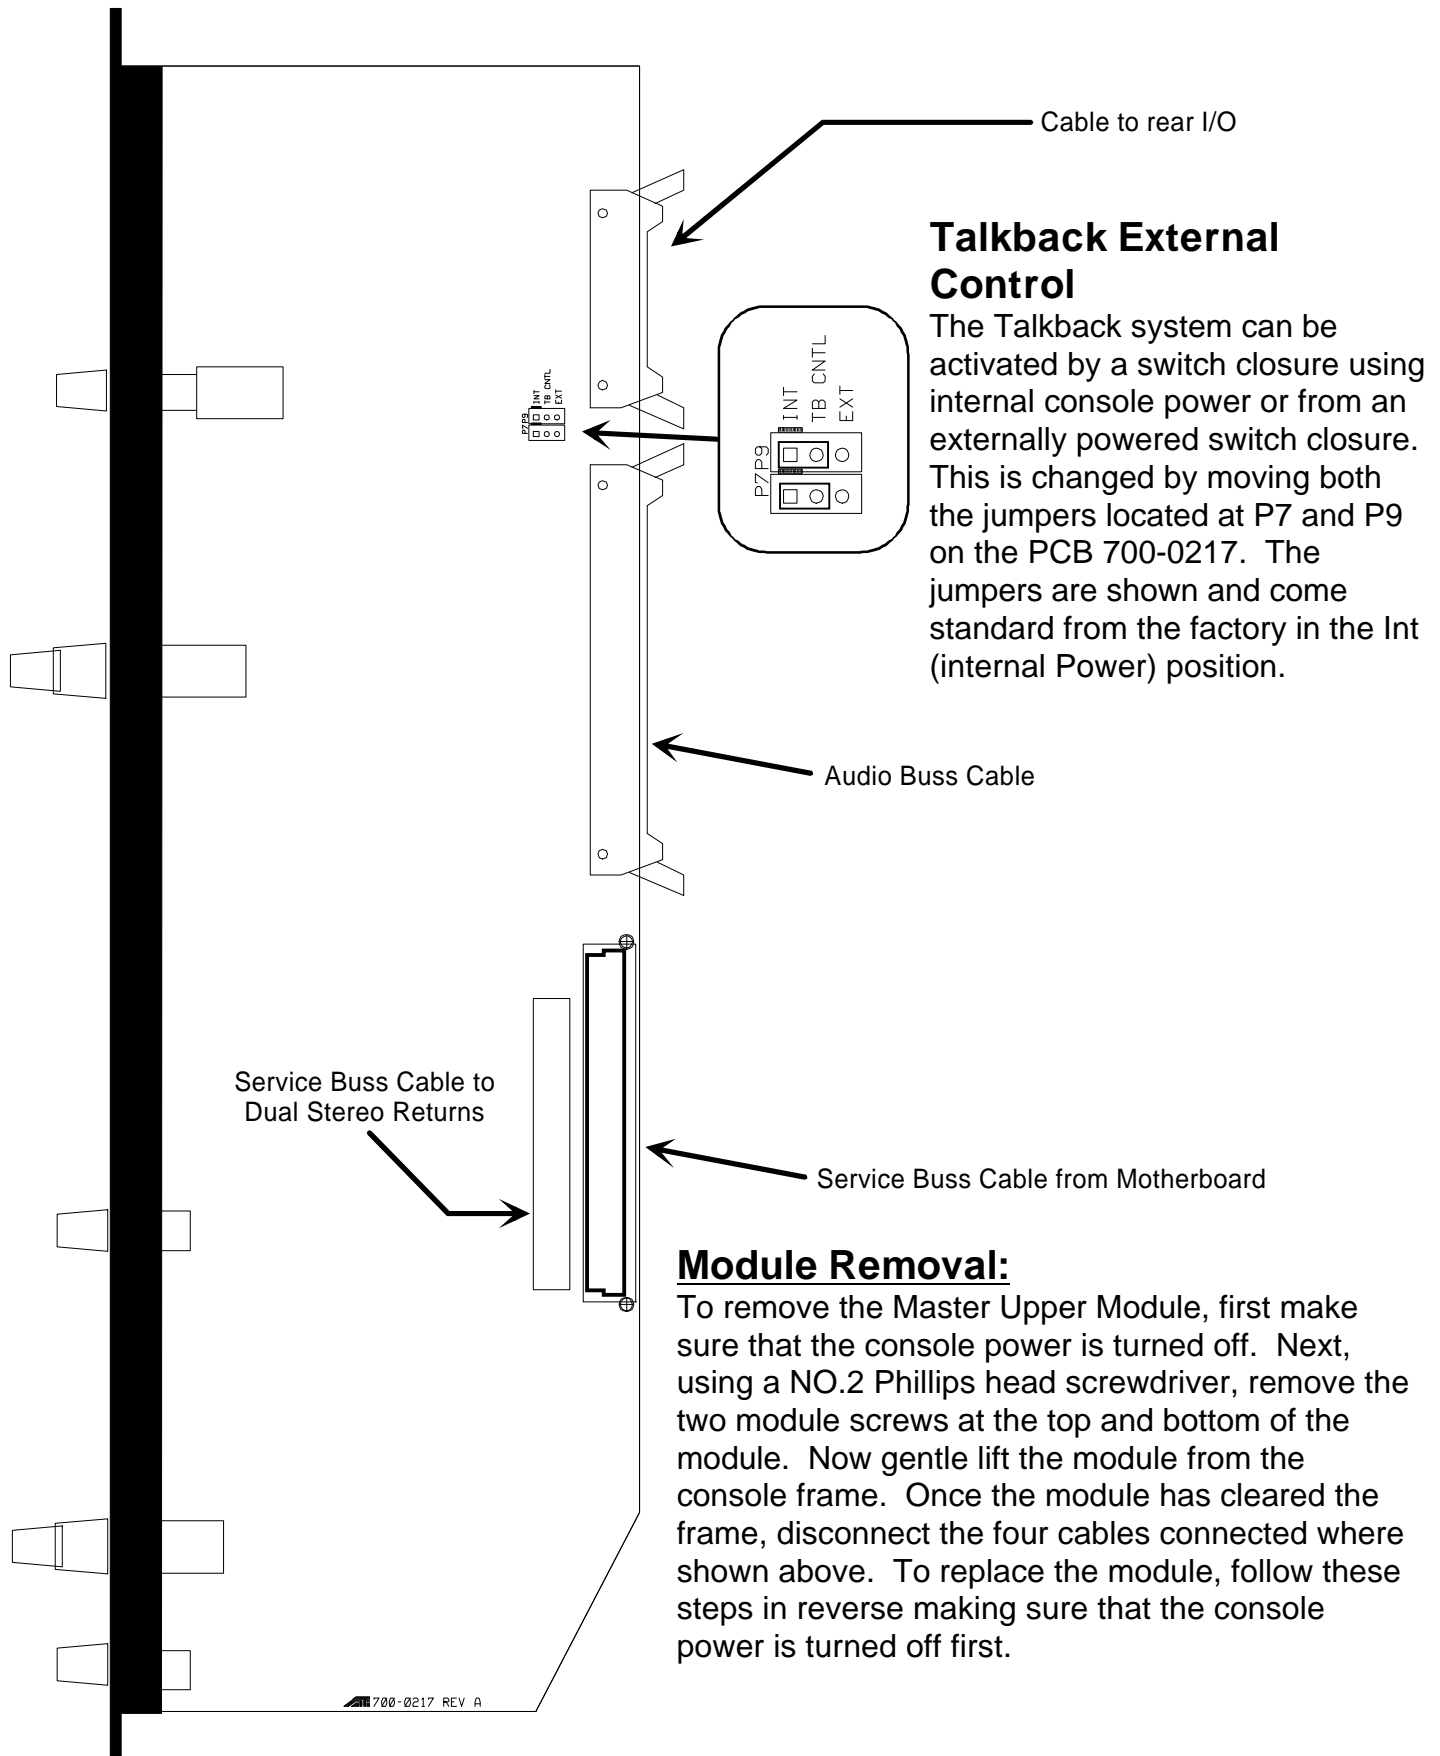 Cable to rear I/O
Talkback External
Control
The Talkback system can be
activated by a switch closure using
internal console power or from an
externally powered switch closure.
This is changed by moving both
the jumpers located at P7 and P9
on the PCB 700-0217.  The
jumpers are shown and come
standard from the factory in the Int
(internal Power) position.
INT
TB CNTL
EXT
P7P9
INT
TB CNTL
EXT
P7P9
Audio Buss Cable
Service Buss Cable to
Dual Stereo Returns
Service Buss Cable from Motherboard
Module Removal:
To remove the Master Upper Module, first make
sure that the console power is turned off.  Next,
using a NO.2 Phillips head screwdriver, remove the
two module screws at the top and bottom of the
module.  Now gentle lift the module from the
console frame.  Once the module has cleared the
frame, disconnect the four cables connected where
shown above.  To replace the module, follow these
steps in reverse making sure that the console
power is turned off first.
700-0217 REV A